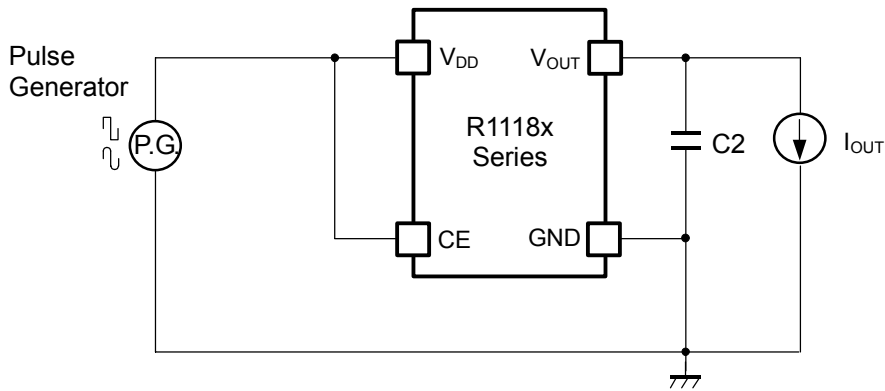 Pulse
Generator
P.G.
VDD
VOUT
R1118x
Series
C2
IOUT
CE
GND